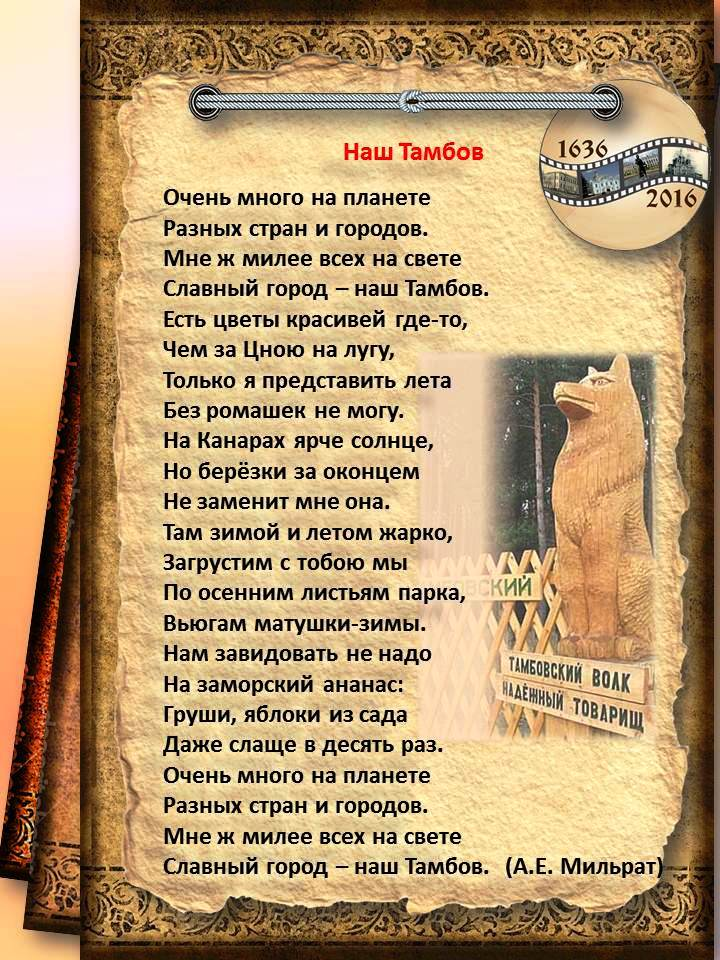 Наш Тамбов
1636
2016
Очень много на планете
Разных стран и городов.
Мне ж милее всех на свете
Славный город – наш Тамбов.
Есть цветы красивей где-то,
Чем за Цною на лугу,
Только я представить лета
Без ромашек не могу.
На Канарах ярче солнце,
Но берёзки за оконцем
Не заменит мне она.
Там зимой и летом жарко,
Загрустим с тобою мы
По осенним листьям парка,
Вьюгам матушки-зимы.
Нам завидовать не надо
На заморский ананас:
Груши, яблоки из сада
Даже слаще в десять раз.
Очень много на планете
Разных стран и городов.
Мне ж милее всех на свете
Славный город – наш Тамбов. (А.Е. Мильрат)
ТАМБОВСКИЙ ВОЛК
НАДЁЖНЫЙ ТОВАРИЩ